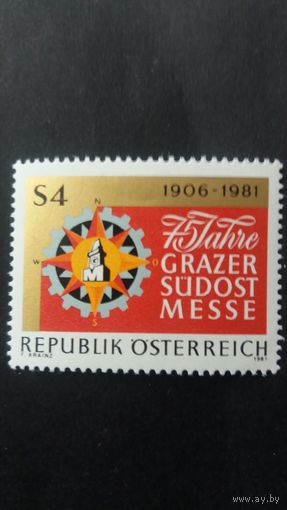 S4
1906-1981
N
W
O
S
M
75 Jahre
GRAZER
SÜDOST
MESSE
REPUBLIK ÖSTERREICH
F. KRAINZ
1981
www.ay.by